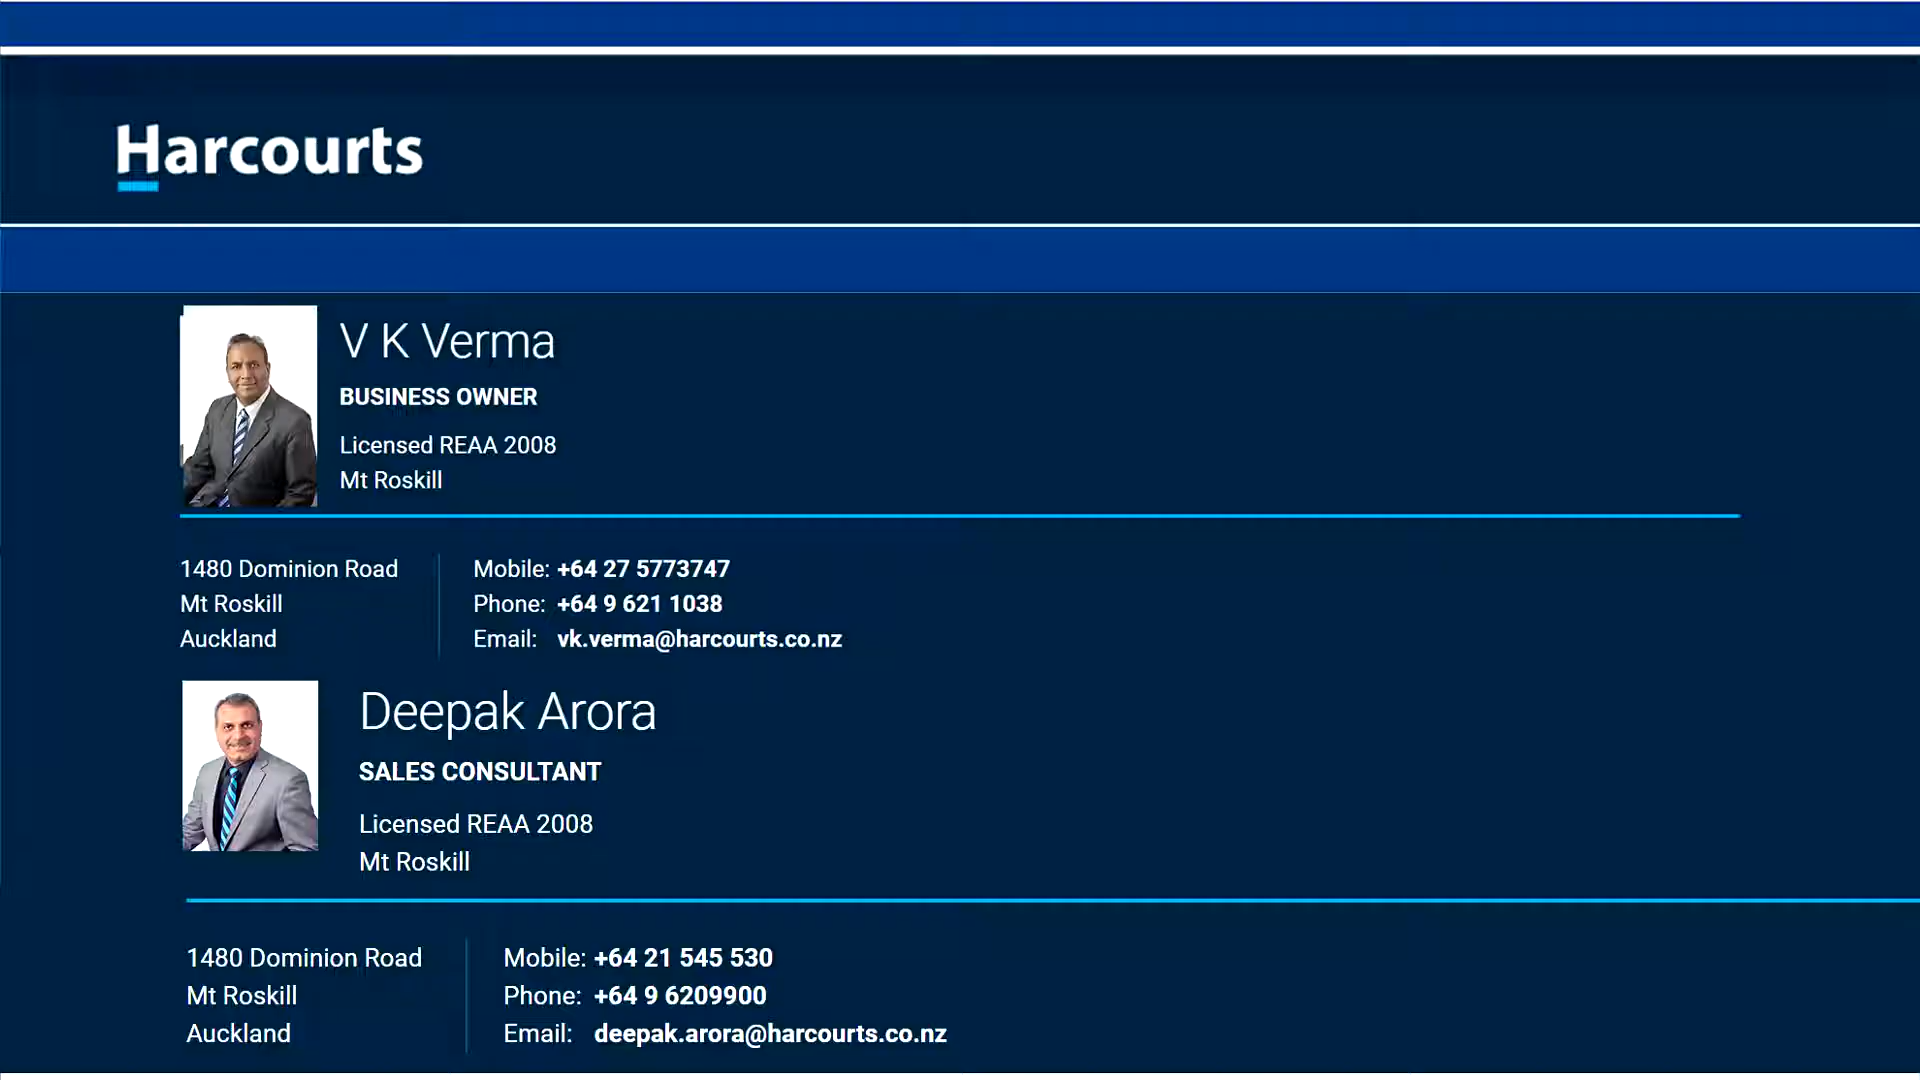 Harcourts
V K Verma
BUSINESS OWNER
Licensed REAA 2008
Mt Roskill
1480 Dominion Road
Mt Roskill
Auckland
Mobile: +64 27 5773747
Phone: +64 9 621 1038
Email: vk.verma@harcourts.co.nz
Deepak Arora
SALES CONSULTANT
Licensed REAA 2008
Mt Roskill
1480 Dominion Road
Mt Roskill
Auckland
Mobile: +64 21 545 530
Phone: +64 9 6209900
Email: deepak.arora@harcourts.co.nz